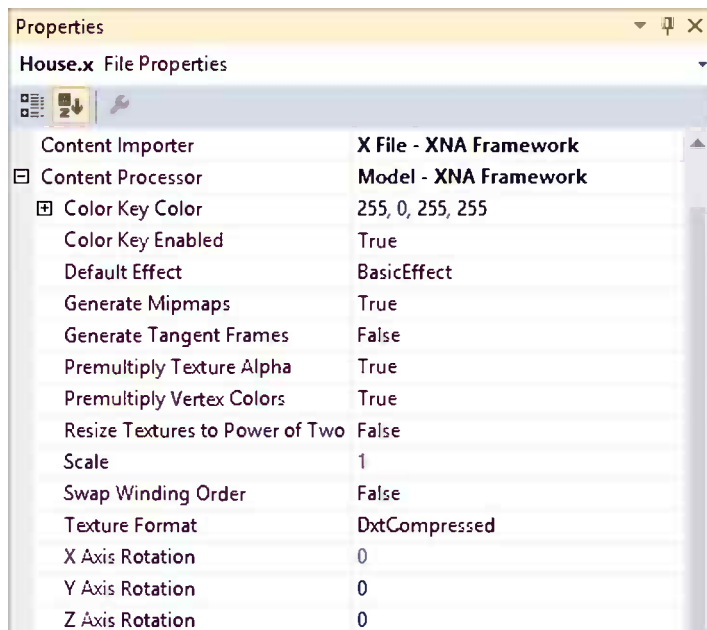 Properties
House.x File Properties
Content Importer X File - XNA Framework
Content Processor Model - XNA Framework
Color Key Color 255, 0, 255, 255
Color Key Enabled True
Default Effect BasicEffect
Generate Mipmaps True
Generate Tangent Frames False
Premultiply Texture Alpha True
Premultiply Vertex Colors True
Resize Textures to Power of Two False
Scale 1
Swap Winding Order False
Texture Format DxtCompressed
X Axis Rotation 0
Y Axis Rotation 0
Z Axis Rotation 0